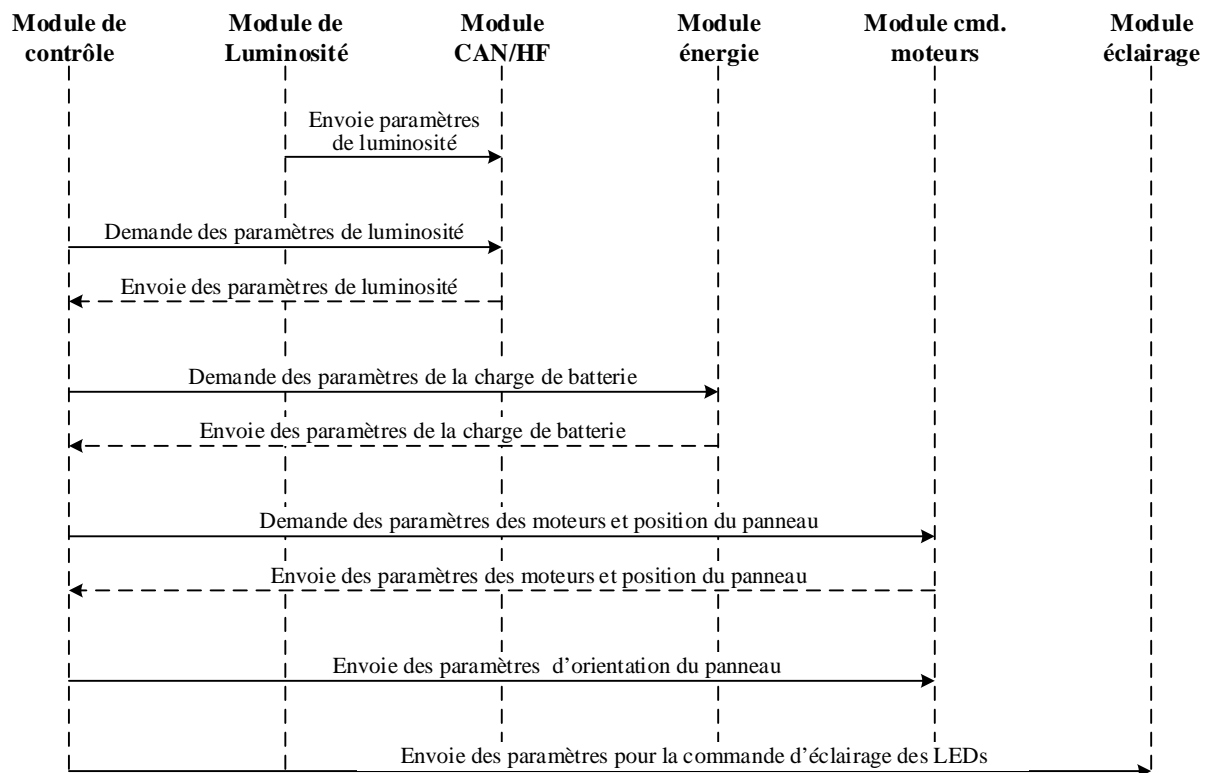 Module de
contrôle
Module de
Luminosité
Module
CAN/HF
Module
énergie
Module cmd.
moteurs
Module
éclairage
Envoie paramètres
de luminosité
Demande des paramètres de luminosité
Envoie des paramètres de luminosité
Demande des paramètres de la charge de batterie
Envoie des paramètres de la charge de batterie
Demande des paramètres des moteurs et position du panneau
Envoie des paramètres des moteurs et position du panneau
Envoie des paramètres d’orientation du panneau
Envoie des paramètres pour la commande d’éclairage des LEDs